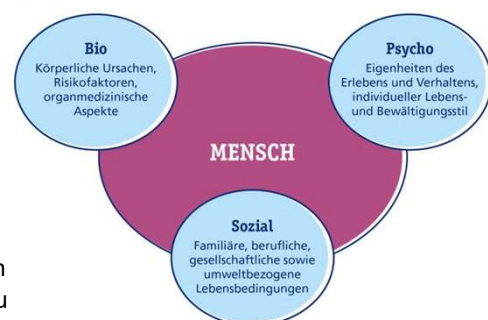 Bio
Körperliche Ursachen,
Risikofaktoren,
organmedizinische
Aspekte
Psycho
Eigenheiten des
Erlebens und Verhaltens,
individueller Lebens-
und Bewältigungsstil
MENSCH
Sozial
Familiäre, berufliche,
gesellschaftliche sowie
umweltbezogene
Lebensbedingungen